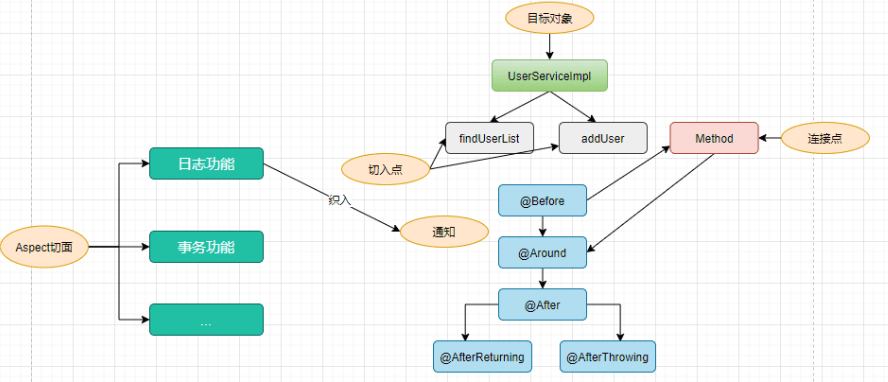 目标对象
UserServiceImpl
findUserList
addUser
Method
连接点
切入点
日志功能
织入
@Before
通知
Aspect切面
事务功能
@Around
@After
...
@AfterReturning
@AfterThrowing